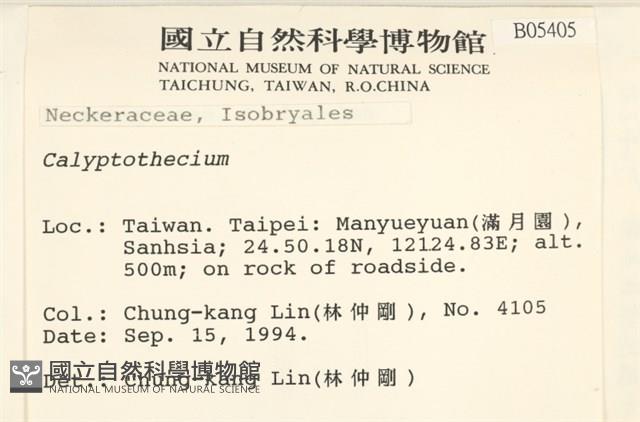 國立自然科學博物館
B05405
NATIONAL MUSEUM OF NATURAL SCIENCE
TAICHUNG, TAIWAN, R.O.CHINA
Neckeraceae, Isobryales
Calyptothecium
Loc.: Taiwan. Taipei: Manyueyuan(滿月園),
Sanhsia; 24.50.18N, 12124.83E; alt.
500m; on rock of roadside.
Col.: Chung-kang Lin(林仲剛), No. 4105
Date: Sep. 15, 1994.
國立自然科學博物館
Det.: Chung-kang Lin(林仲剛)
NATIONAL MUSEUM OF NATURAL SCIENCE